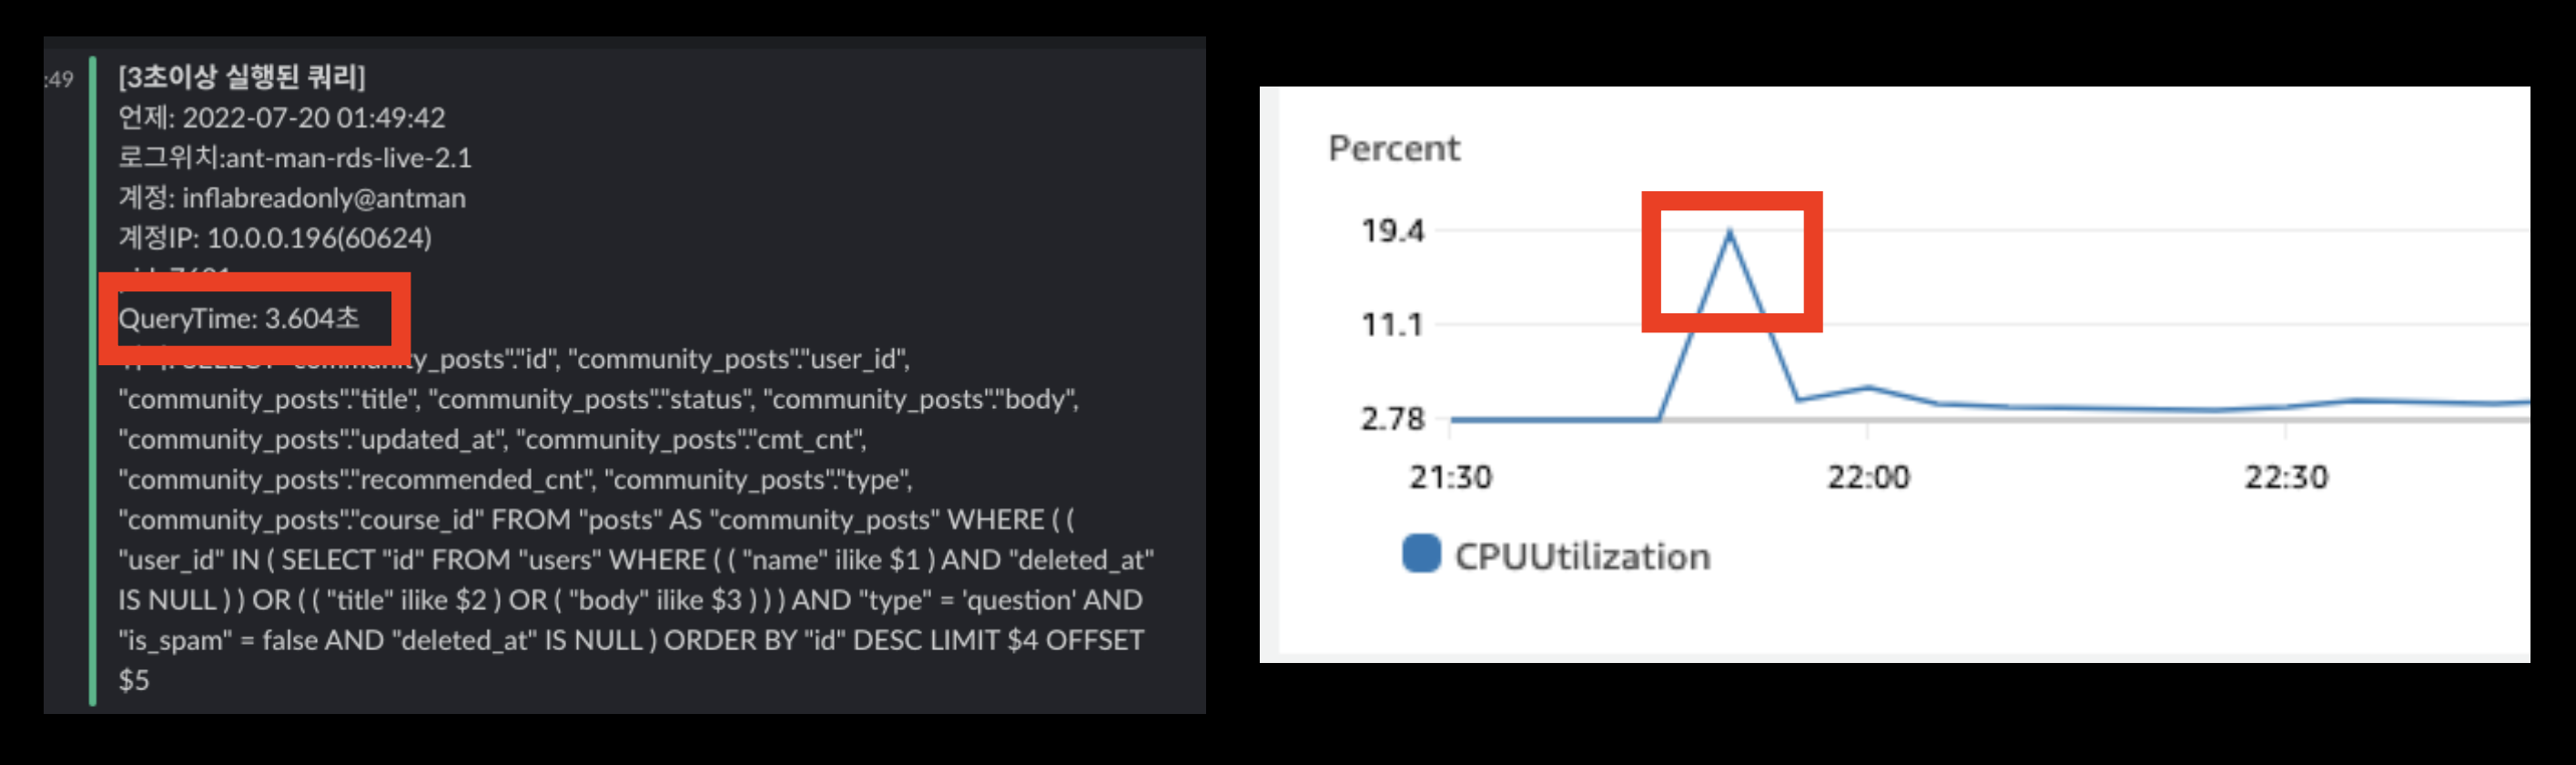 :49
[3초이상 실행된 쿼리]
언제: 2022-07-20 01:49:42
로그위치:ant-man-rds-live-2.1
계정: inflabreadonly@antman
계정IP: 10.0.0.196(60624)
QueryTime: 3.604초
community_posts"."id", "community_posts"."user_id",
"community_posts"."title", "community_posts"."status", "community_posts"."body",
"community_posts"."updated_at", "community_posts"."cmt_cnt",
"community_posts"."recommended_cnt", "community_posts"."type",
"community_posts"."course_id" FROM "posts" AS "community_posts" WHERE ( (
"user_id" IN ( SELECT "id" FROM "users" WHERE ( ( "name" ilike $1 ) AND "deleted_at"
IS NULL ) ) OR ( ( "title" ilike $2 ) OR ( "body" ilike $3 ) ) ) AND "type" = 'question' AND
"is_spam" = false AND "deleted_at" IS NULL ) ORDER BY "id" DESC LIMIT $4 OFFSET
$5
Percent
19.4
11.1
2.78
21:30
22:00
22:30
CPUUtilization